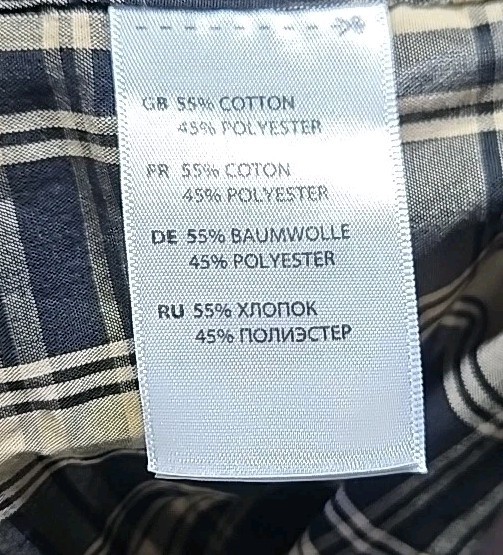 GB 55% COTTON
45% POLYESTER
FR 55% COTON
45% POLYESTER
DE 55% BAUMWOLLE
45% POLYESTER
RU 55% ХЛОПОК
45% ПОЛИЭСТЕР